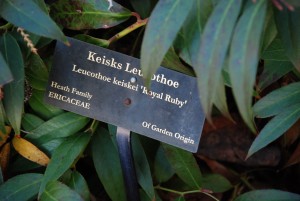 Keisks Leucothoe
Leucothoe keiskei 'Royal Ruby'
Heath Family
ERICACEAE
Of Garden Origin